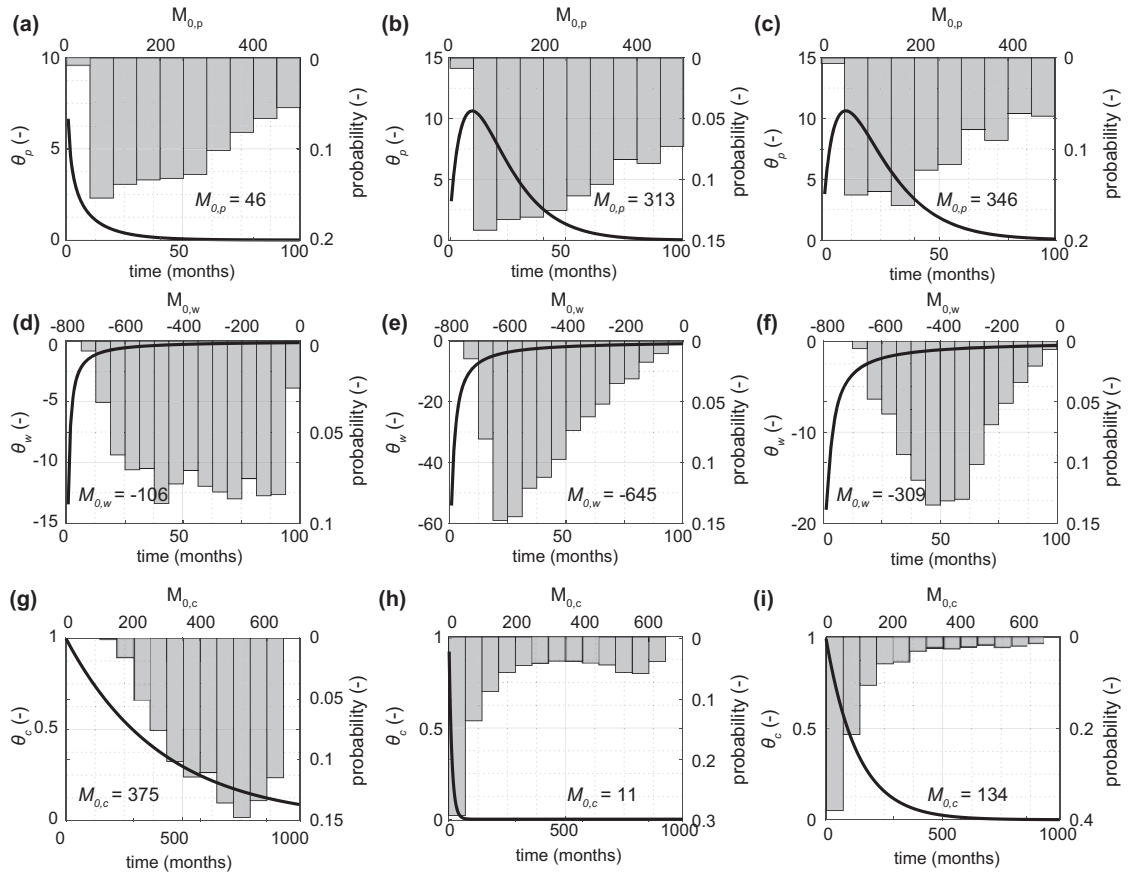 (a)
M0,p
0 200 400
10
5
0
θp (-)
0
0.1
0.2
probability (-)
M0,p = 46
0 50 100
time (months)
(b)
M0,p
0 200 400
15
10
5
0
θp (-)
0
0.05
0.1
0.15
probability (-)
M0,p = 313
0 50 100
time (months)
(c)
M0,p
0 200 400
15
10
5
0
θp (-)
0
0.1
0.2
probability (-)
M0,p = 346
0 50 100
time (months)
(d)
M0,w
-800 -600 -400 -200 0
0
-5
-10
-15
θw (-)
0
0.05
0.1
probability (-)
M0,w = -106
0 50 100
time (months)
(e)
M0,w
-800 -600 -400 -200 0
0
-20
-40
-60
θw (-)
0
0.05
0.1
0.15
probability (-)
M0,w = -645
0 50 100
time (months)
(f)
M0,w
-800 -600 -400 -200 0
0
-10
-20
θw (-)
0
0.05
0.1
0.15
probability (-)
M0,w = -309
0 50 100
time (months)
(g)
M0,c
0 200 400 600
1
0.5
0
θc (-)
0
0.05
0.1
0.15
probability (-)
M0,c = 375
0 500 1000
time (months)
(h)
M0,c
0 200 400 600
1
0.5
0
θc (-)
0
0.1
0.2
0.3
probability (-)
M0,c = 11
0 500 1000
time (months)
(i)
M0,c
0 200 400 600
1
0.5
0
θc (-)
0
0.2
0.4
probability (-)
M0,c = 134
0 500 1000
time (months)